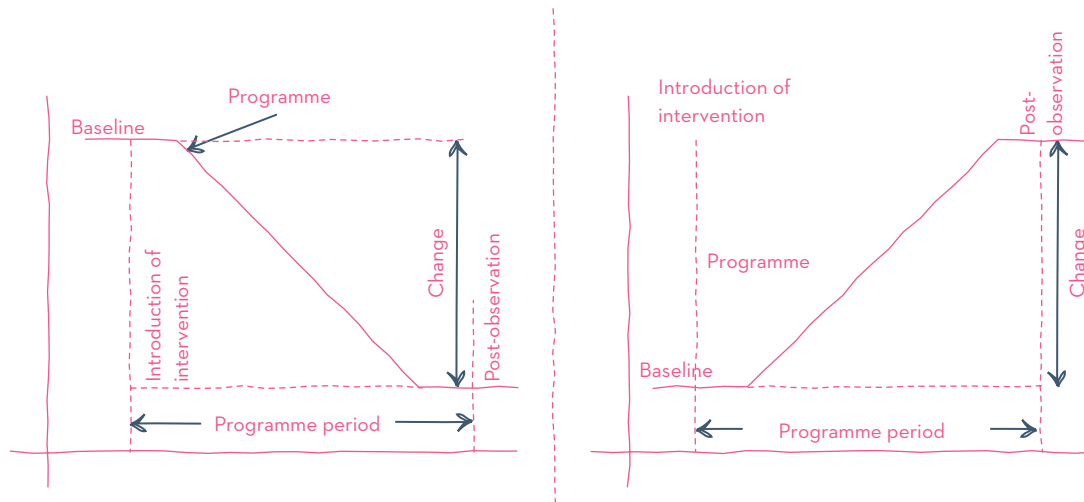 Programme
Baseline
Introduction of
intervention
Change
Post-observation
Programme period
Introduction of
intervention
Post-
observation
Programme
Change
Baseline
Programme period